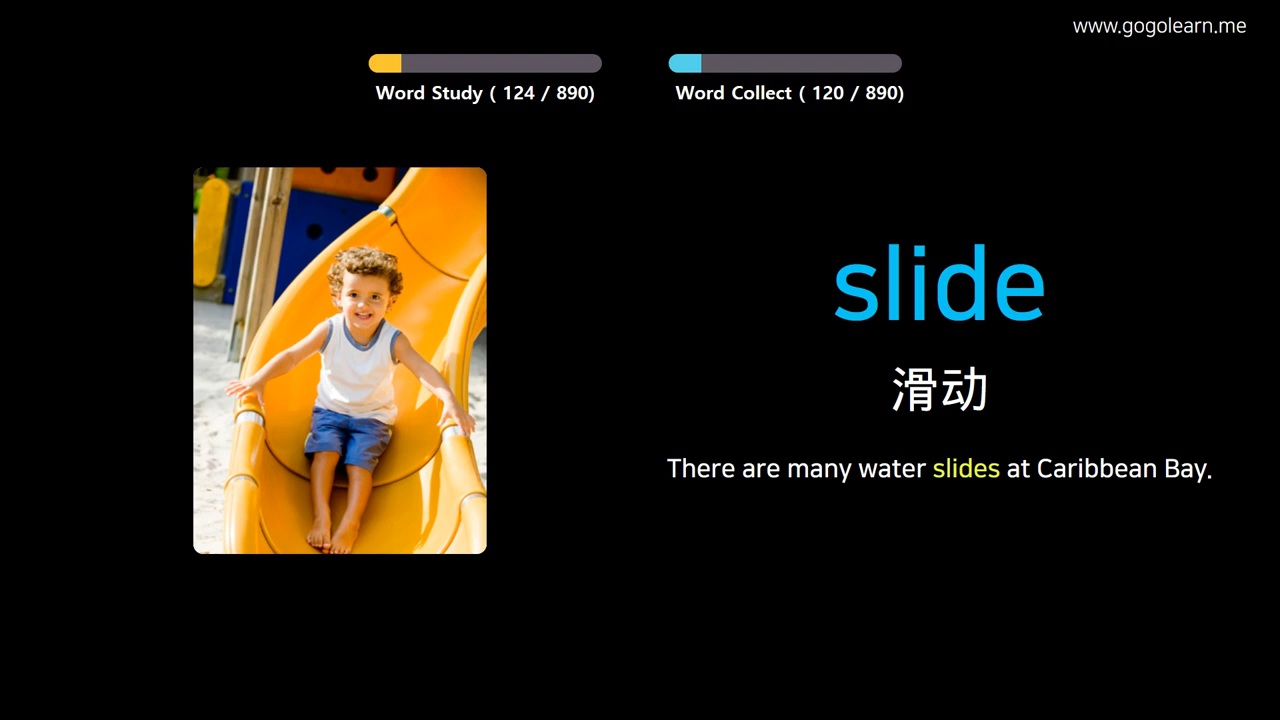 www.gogolearn.me
Word Study ( 124 / 890)
Word Collect ( 120 / 890)
slide
滑动
There are many water slides at Caribbean Bay.